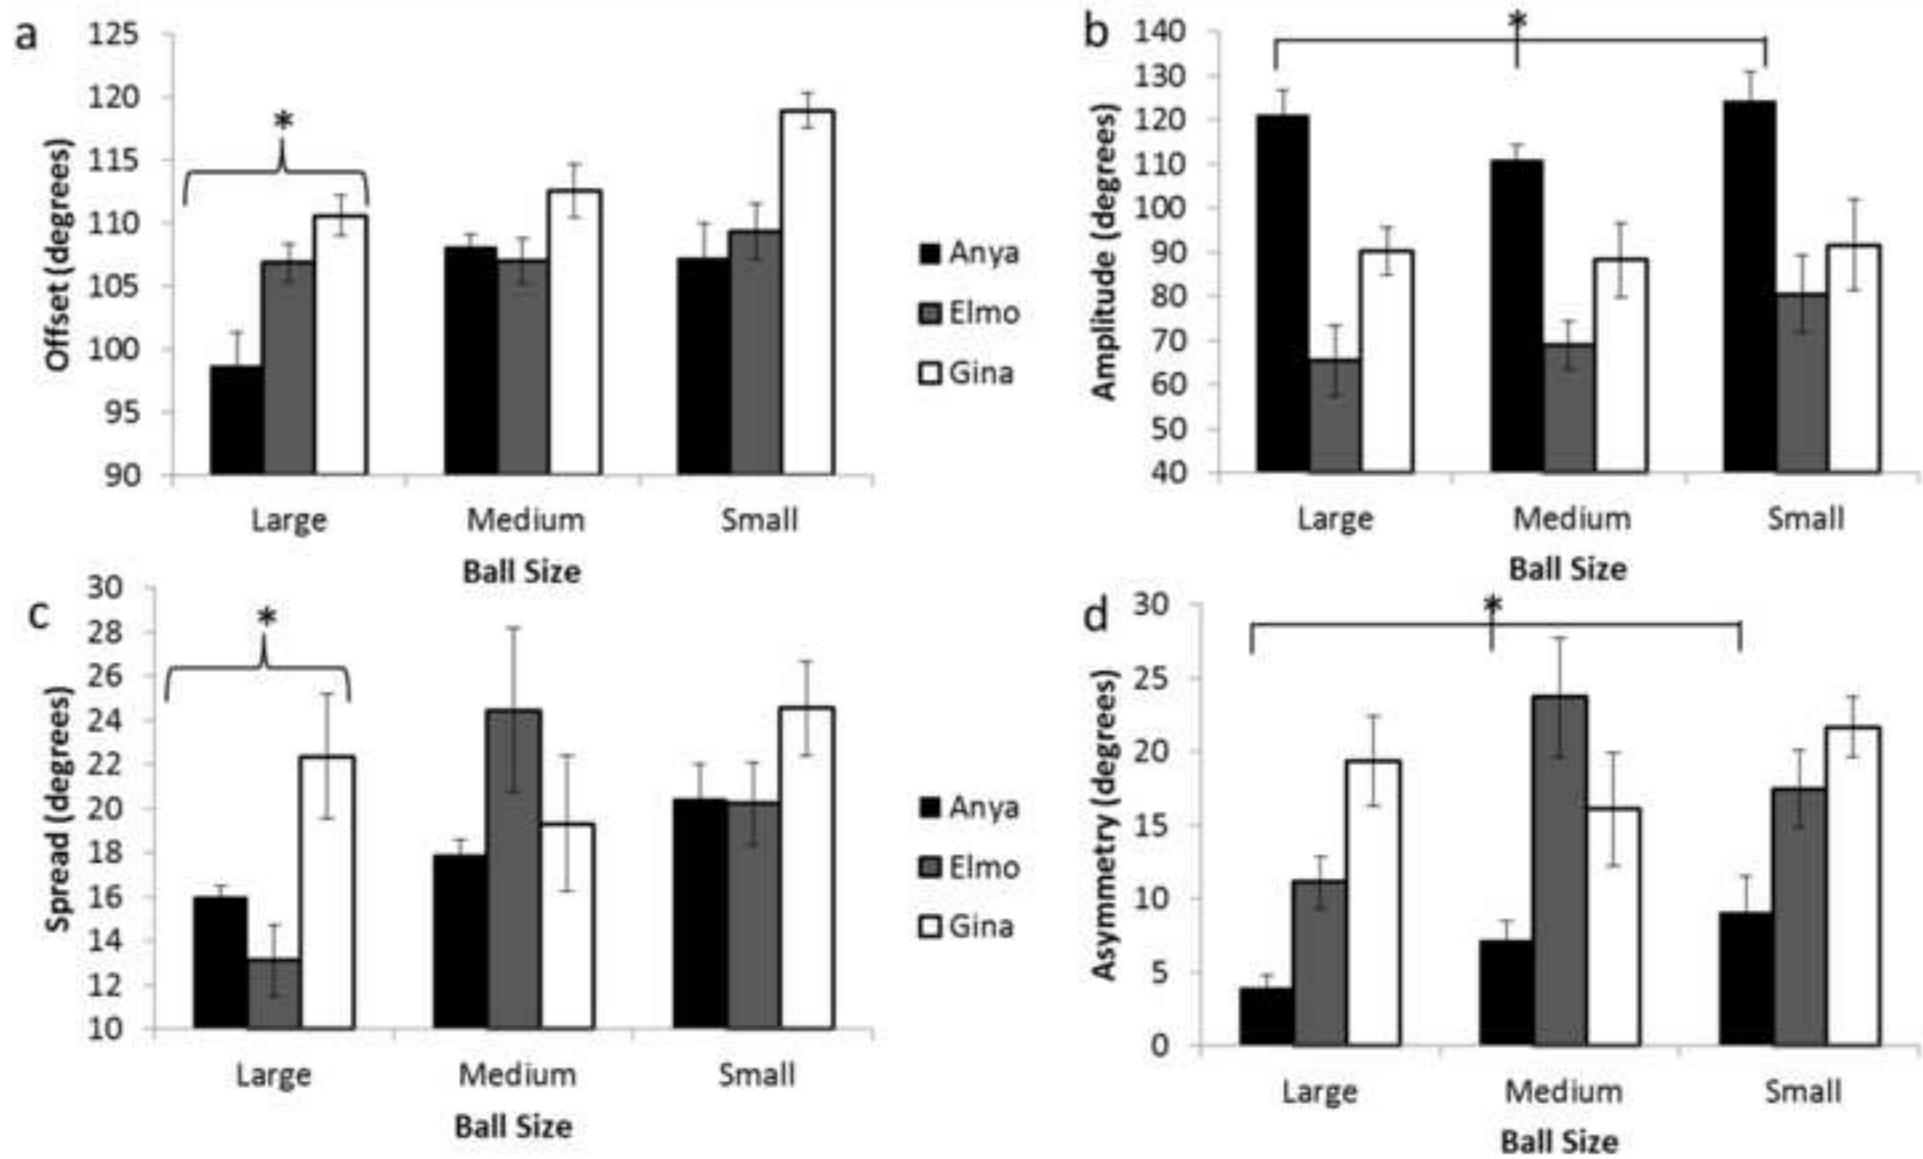 a
*
Offset (degrees)
125
120
115
110
105
100
95
90
Large Medium Small
Ball Size
Anya
Elmo
Gina
b
*
Amplitude (degrees)
140
130
120
110
100
90
80
70
60
50
40
Large Medium Small
Ball Size
c
*
Spread (degrees)
30
28
26
24
22
20
18
16
14
12
10
Large Medium Small
Ball Size
Anya
Elmo
Gina
d
*
Asymmetry (degrees)
30
25
20
15
10
5
0
Large Medium Small
Ball Size